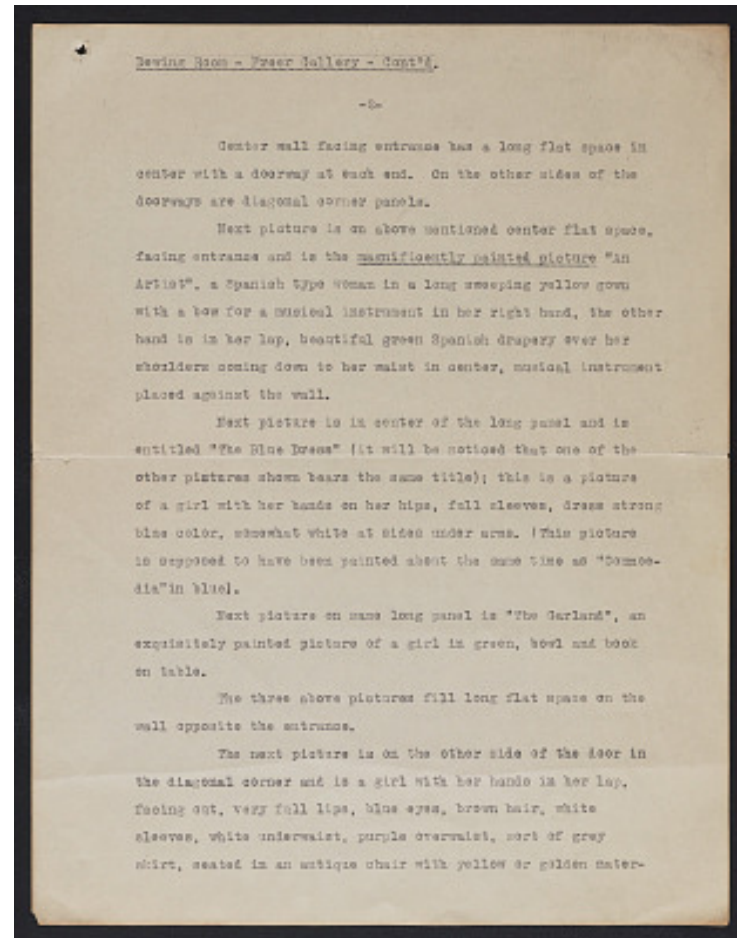 Dewing Room - Freer Gallery - Cont'd.
-2-
Center wall facing entrance has a long flat space in
center with a doorway at each end. On the other sides of the
doorways are diagonal corner panels.
Next picture is on above mentioned center flat space,
facing entrance and is the magnificently painted picture "An
Artist", a Spanish type woman in a long sweeping yellow gown
with a bow for a musical instrument in her right hand, the other
hand is in her lap, beautiful green Spanish drapery over her
shoulders coming down to her waist in center, musical instrument
placed against the wall.
Next picture is in center of the long panel and is
entitled "The Blue Dress" (it will be noticed that one of the
other pictures shown bears the same title); this is a picture
of a girl with her hands on her hips, full sleeves, dress strong
blue color, somewhat white at sides under arms. (This picture
is supposed to have been painted about the same time as "Commoe-
dia"in blue).
Next picture on same long panel is "The Garland", an
exquisitely painted picture of a girl in green, bowl and book
on table.
The three above pictures fill long flat space on the
wall opposite the entrance.
The next picture is on the other side of the door in
the diagonal corner and is a girl with her hands in her lap,
facing out, very full lips, blue eyes, brown hair, white
sleeves, white underwaist, purple overwaist, sort of grey
skirt, seated in an antique chair with yellow or golden mater-